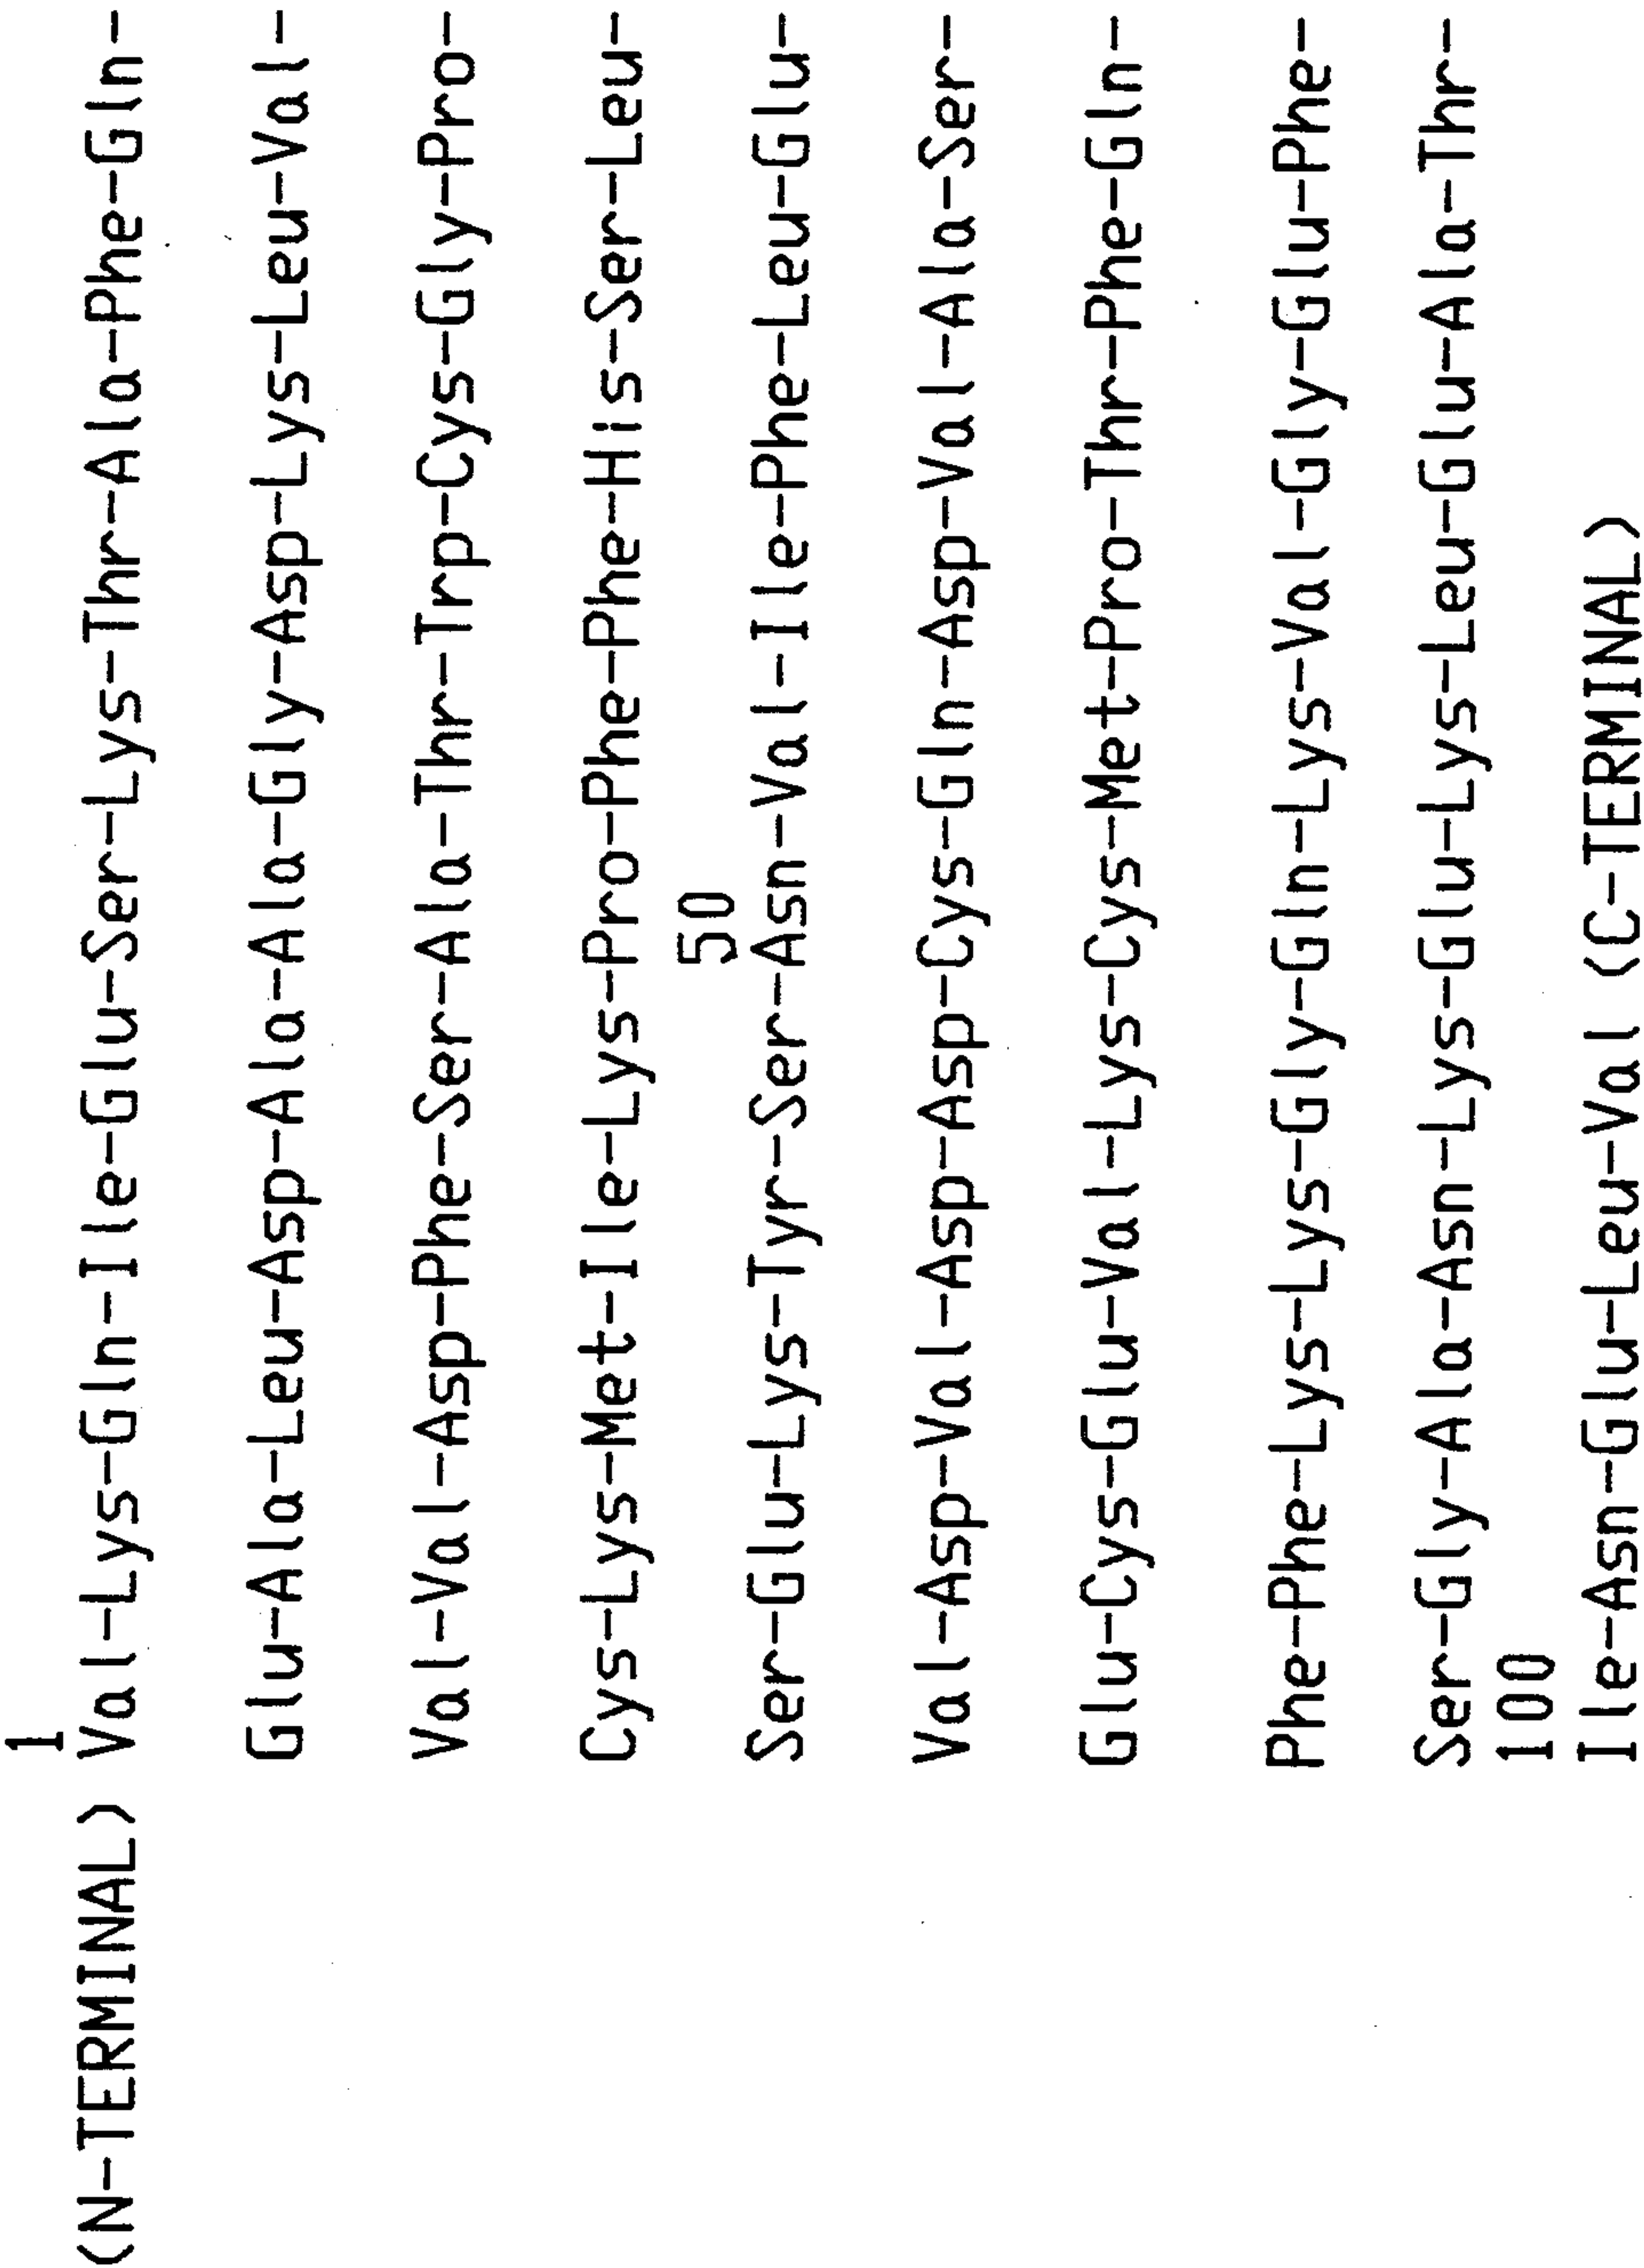 1
(N-TERMINAL) Val-Lys-Gln-Ile-Glu-Ser-Lys-Thr-Ala-Phe-Gln-
Glu-Ala-Leu-Asp-Ala-Ala-Ala-Gly-Asp-Lys-Leu-Val-
Val-Val-Asp-Phe-Ser-Ala-Thr-Trp-Cys-Gly-Pro-
Cys-Lys-Met-Ile-Lys-Pro-Phe-Phe-His-Ser-Leu-
50
Ser-Glu-Lys-Tyr-Ser-Asn-Val-Ile-Phe-Leu-Glu-
Val-Asp-Val-Asp-Asp-Cys-Gln-Asp-Val-Ala-Ser-
Glu-Cys-Glu-Val-Lys-Cys-Met-Pro-Thr-Phe-Gln-
Phe-Phe-Lys-Lys-Gly-Gln-Lys-Val-Gly-Glu-Phe-
Ser-Gly-Ala-Asn-Lys-Glu-Lys-Leu-Glu-Ala-Thr-
100
Ile-Asn-Glu-Leu-Val (C-TERMINAL)